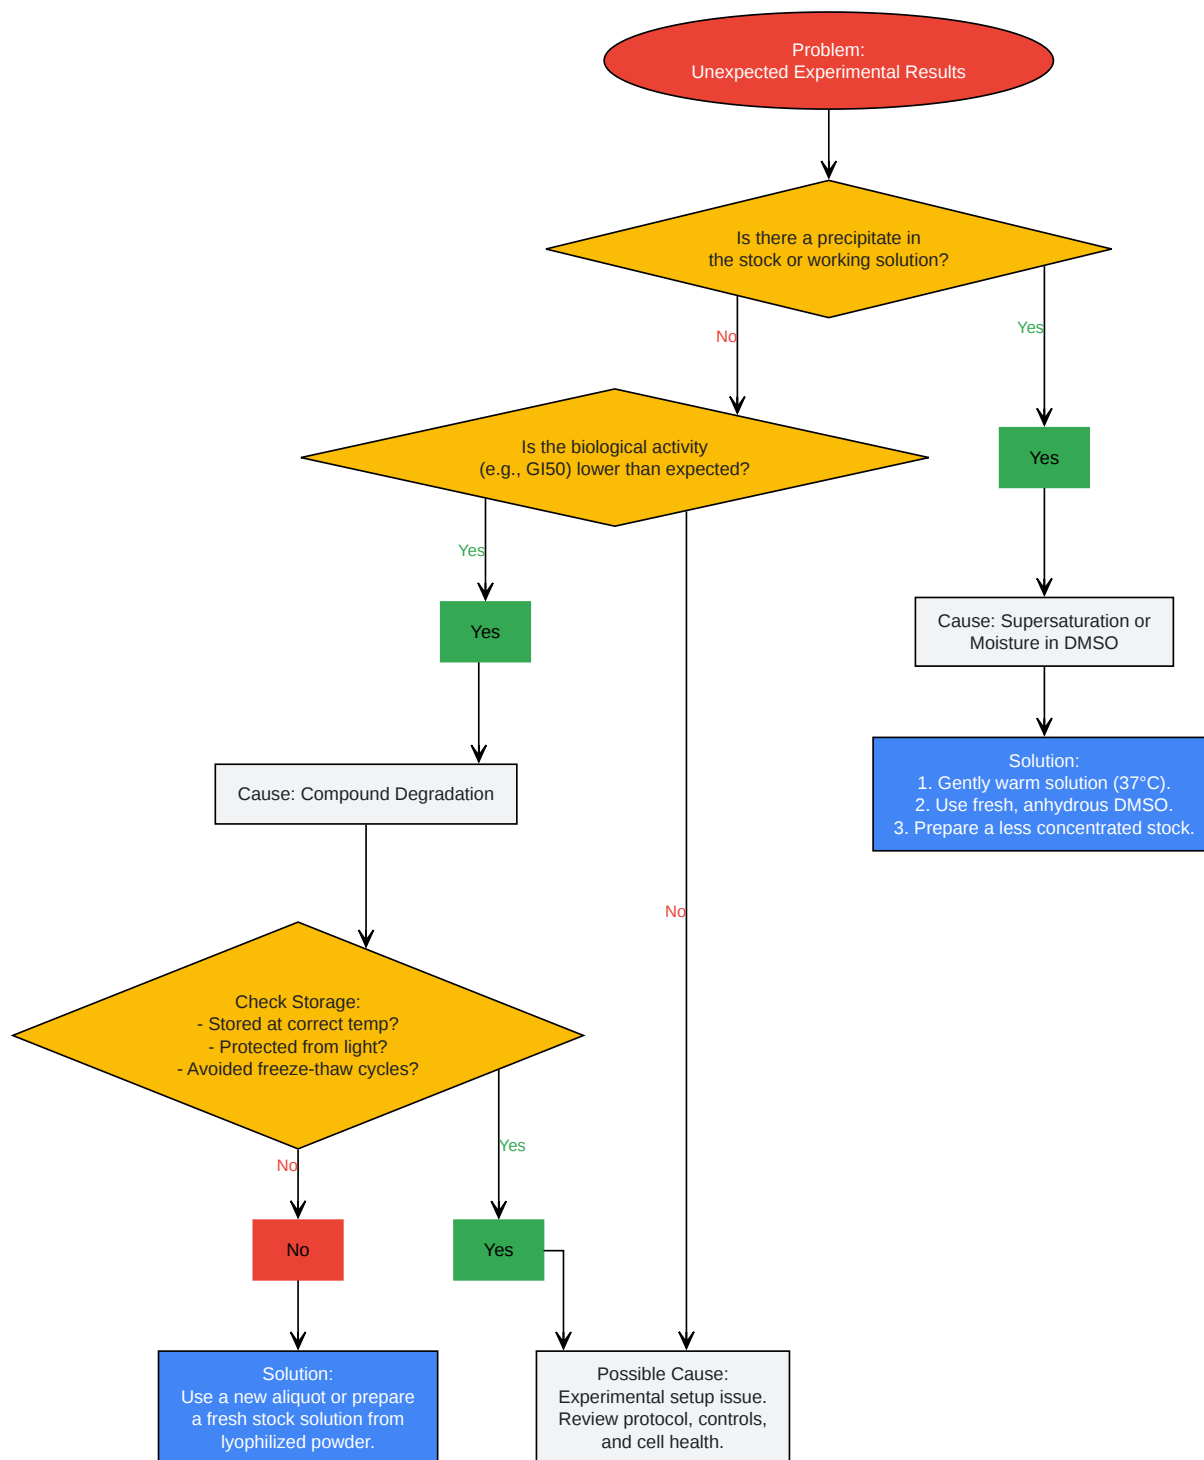 Problem:
Unexpected Experimental Results
Is there a precipitate in
the stock or working solution?
No
Yes
Is the biological activity
(e.g., GI50) lower than expected?
Yes
Yes
Yes
Cause: Supersaturation or
Moisture in DMSO
Solution:
1. Gently warm solution (37°C).
2. Use fresh, anhydrous DMSO.
3. Prepare a less concentrated stock.
Cause: Compound Degradation
No
Check Storage:
- Stored at correct temp?
- Protected from light?
- Avoided freeze-thaw cycles?
No
Yes
No
Yes
Solution:
Use a new aliquot or prepare
a fresh stock solution from
lyophilized powder.
Possible Cause:
Experimental setup issue.
Review protocol, controls,
and cell health.